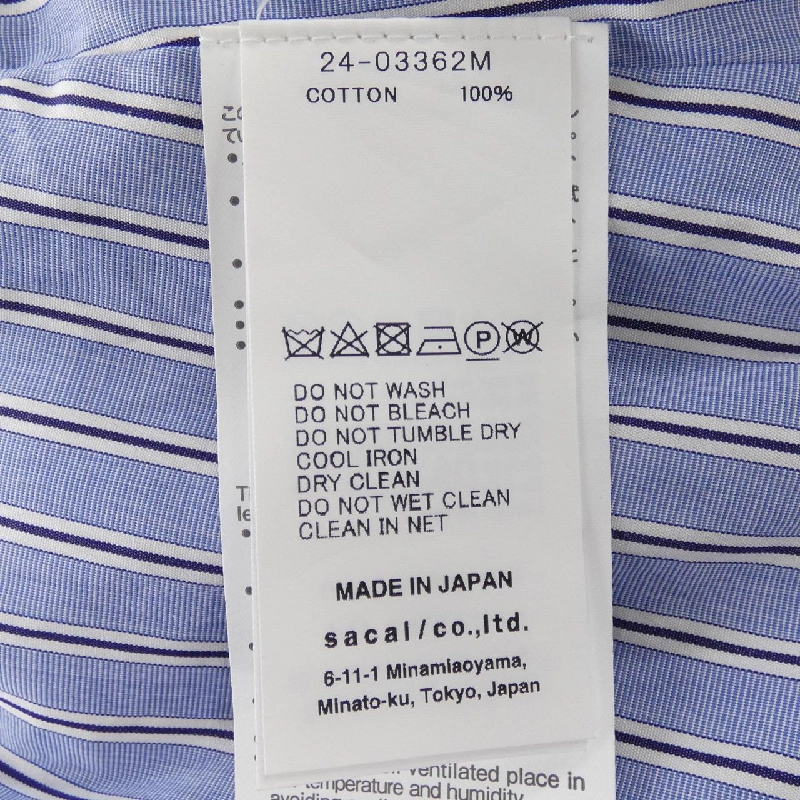 24-03362M
COTTON 100%
P W
DO NOT WASH
DO NOT BLEACH
DO NOT TUMBLE DRY
COOL IRON
DRY CLEAN
DO NOT WET CLEAN
CLEAN IN NET
MADE IN JAPAN
sacai/co.,ltd.
6-11-1 Minamiaoyama,
Minato-ku, Tokyo, Japan
ventilated place in
temperature and humidity
avoiding